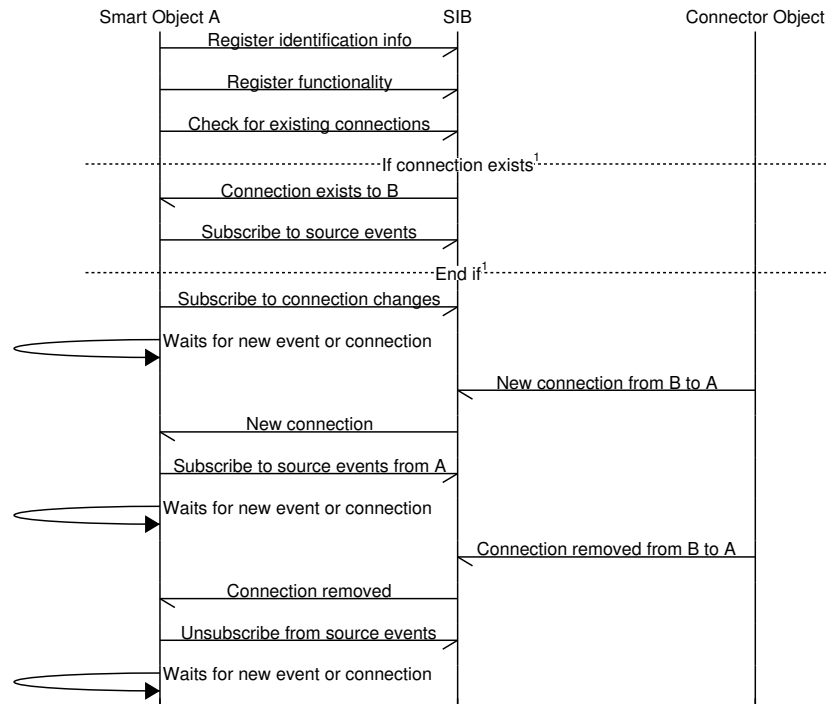 Smart Object A SIB Connector Object
Register identification info
Register functionality
Check for existing connections
If connection exists¹
Connection exists to B
Subscribe to source events
End if¹
Subscribe to connection changes
Waits for new event or connection
New connection from B to A
New connection
Subscribe to source events from A
Waits for new event or connection
Connection removed from B to A
Connection removed
Unsubscribe from source events
Waits for new event or connection